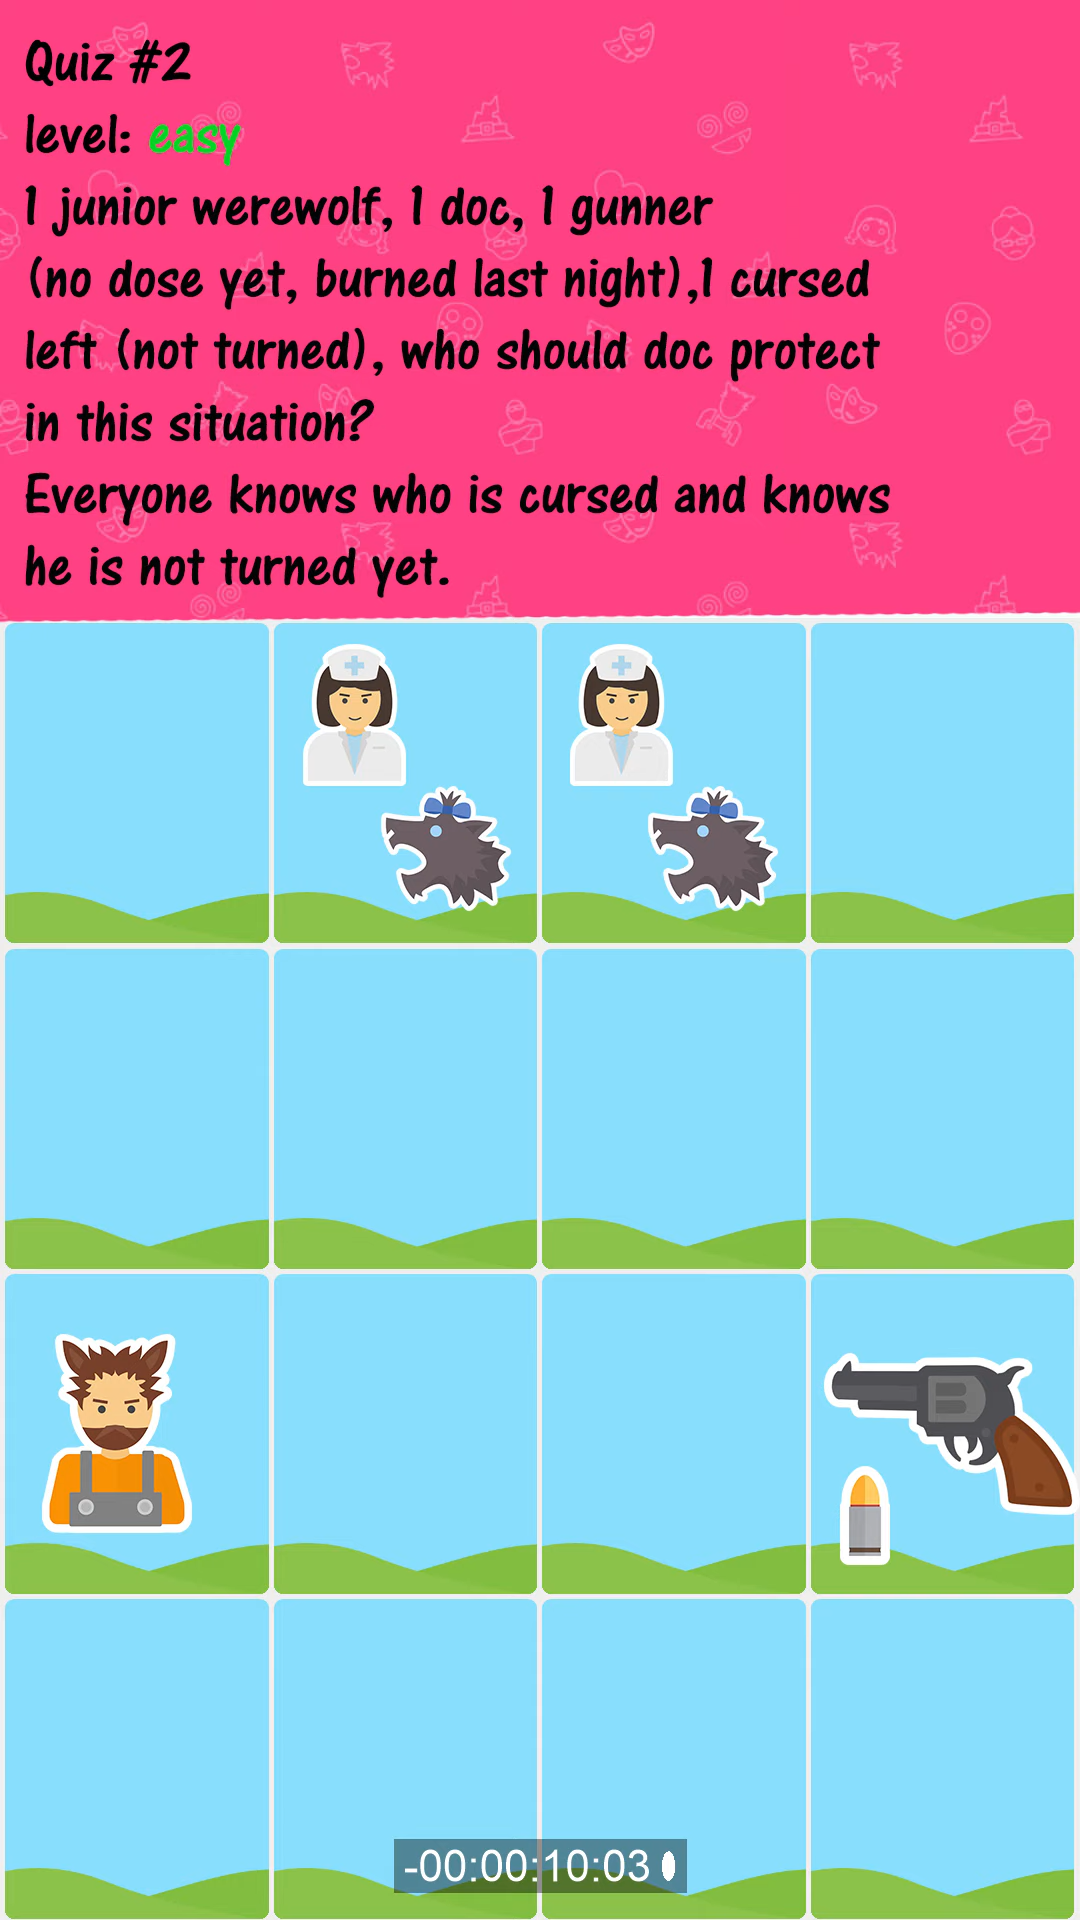 Quiz #2
level: easy
1 junior werewolf, 1 doc, 1 gunner
(no dose yet, burned last night),1 cursed
left (not turned), who should doc protect
in this situation?
Everyone knows who is cursed and knows
he is not turned yet.
-00:00:10:03